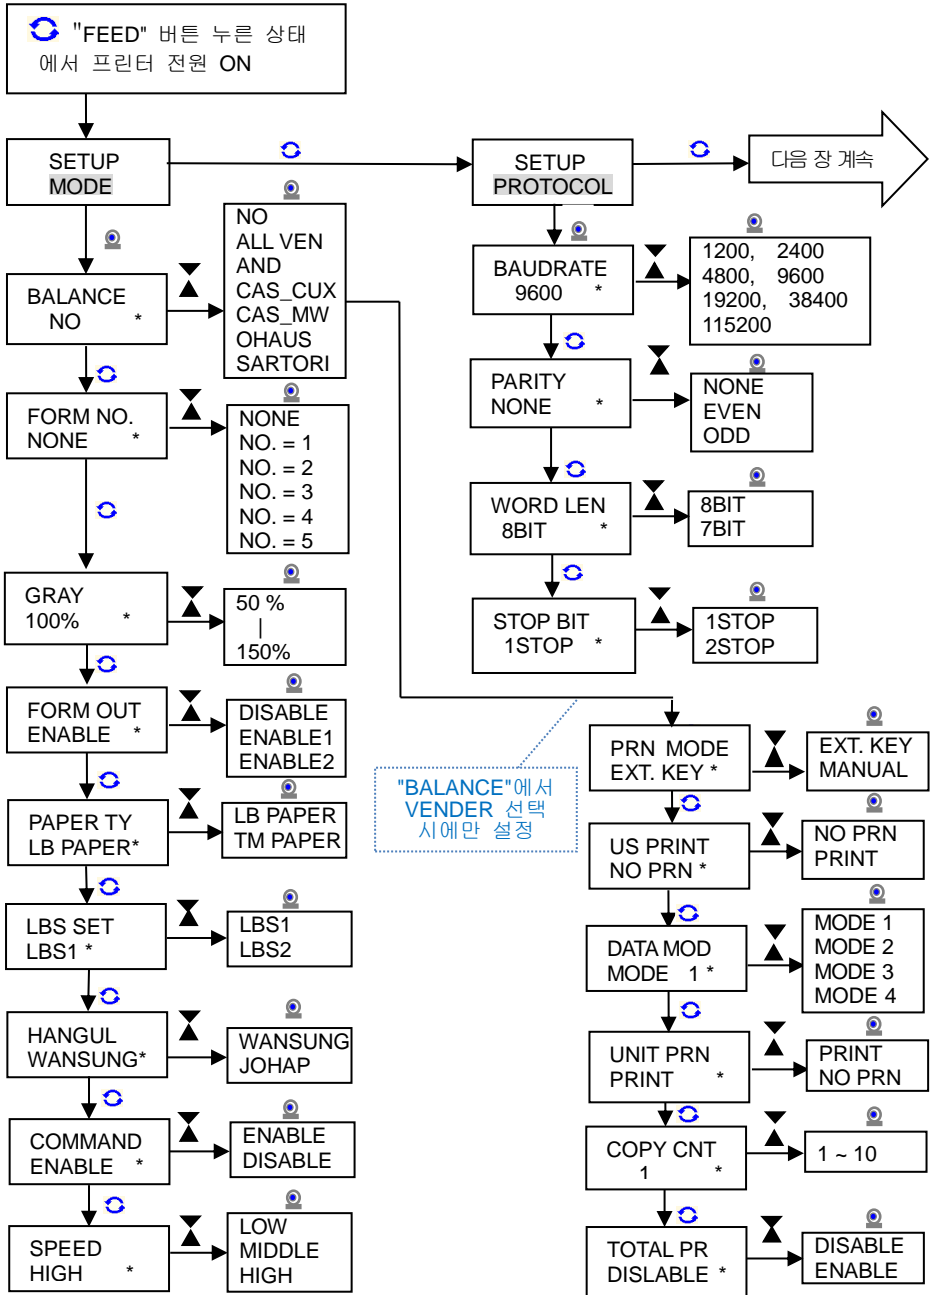 "FEED" 버튼 누른 상태
에서 프린터 전원 ON
SETUP
MODE
SETUP
PROTOCOL
다음 장 계속
BALANCE
NO *
NO
ALL VEN
AND
CAS_CUX
CAS_MW
OHAUS
SARTORI
FORM NO.
NONE *
NONE
NO. = 1
NO. = 2
NO. = 3
NO. = 4
NO. = 5
GRAY
100% *
50 %
|
150%
FORM OUT
ENABLE *
DISABLE
ENABLE1
ENABLE2
PAPER TY
LB PAPER*
LB PAPER
TM PAPER
LBS SET
LBS1 *
LBS1
LBS2
HANGUL
WANSUNG*
WANSUNG
JOHAP
COMMAND
ENABLE *
ENABLE
DISABLE
SPEED
HIGH *
LOW
MIDDLE
HIGH
BAUDRATE
9600 *
1200, 2400
4800, 9600
19200, 38400
115200
PARITY
NONE *
NONE
EVEN
ODD
WORD LEN
8BIT *
8BIT
7BIT
STOP BIT
1STOP *
1STOP
2STOP
"BALANCE"에서
VENDER 선택
시에만 설정
PRN MODE
EXT. KEY *
EXT. KEY
MANUAL
US PRINT
NO PRN *
NO PRN
PRINT
DATA MOD
MODE 1 *
MODE 1
MODE 2
MODE 3
MODE 4
UNIT PRN
PRINT *
PRINT
NO PRN
COPY CNT
1 *
1 ~ 10
TOTAL PR
DISLABLE *
DISABLE
ENABLE